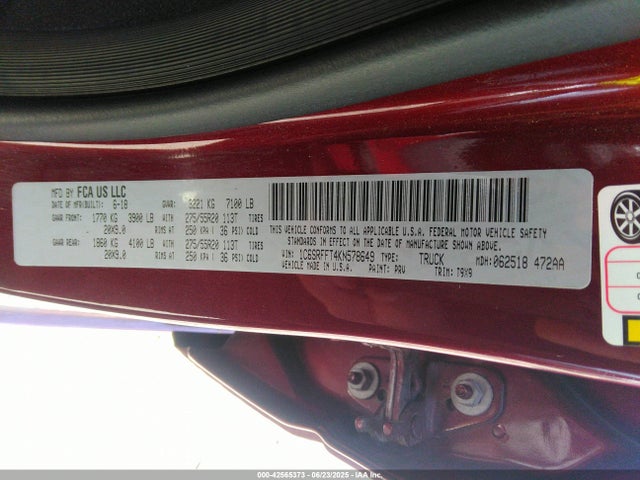 MFD BY FCA US LLC
DATE OF MFR(BUILT): 6-19 GVWR: 3221 KG 7100 LB
GAWR FRONT: 1770 KG 3900 LB WITH 275/55R20 113T TIRES
20X9.0 RIMS AT 250 KPA ( 36 PSI) COLD
GAWR REAR: 1860 KG 4100 LB WITH 275/55R20 113T TIRES
20X9.0 RIMS AT 250 KPA ( 36 PSI) COLD
THIS VEHICLE CONFORMS TO ALL APPLICABLE U.S.A. FEDERAL MOTOR VEHICLE SAFETY
STANDARDS IN EFFECT ON THE DATE OF MANUFACTURE SHOWN ABOVE.
VIN: 1C6SRFFT4KN578649 TYPE: TRUCK MDH: 062518 472AA
MADE IN U.S.A. PAINT: PRV TRIM: T9X9
000-42565373 - 06/23/2025 - IAAI.com